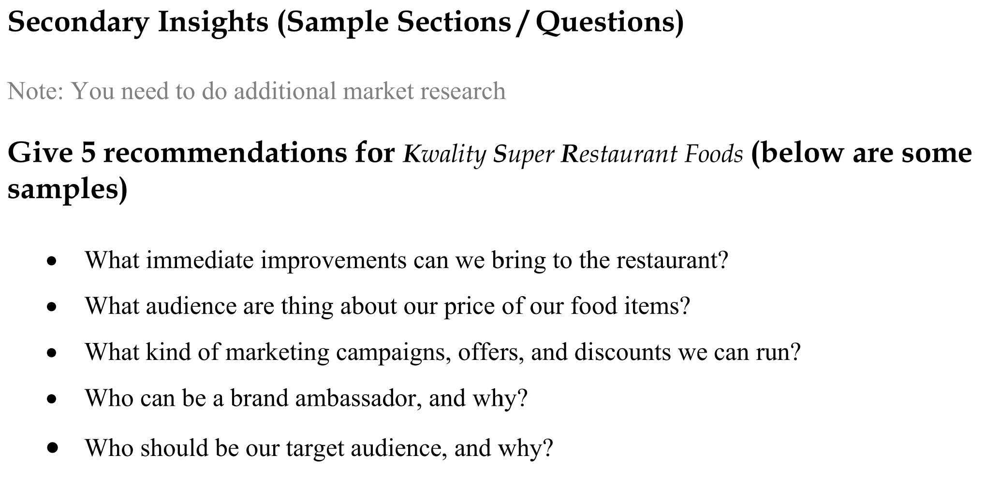 Secondary Insights (Sample Sections / Questions)
Note: You need to do additional market research
Give 5 recommendations for Kwality Super Restaurant Foods (below are some
samples)
• What immediate improvements can we bring to the restaurant?
• What audience are thing about our price of our food items?
• What kind of marketing campaigns, offers, and discounts we can run?
• Who can be a brand ambassador, and why?
• Who should be our target audience, and why?